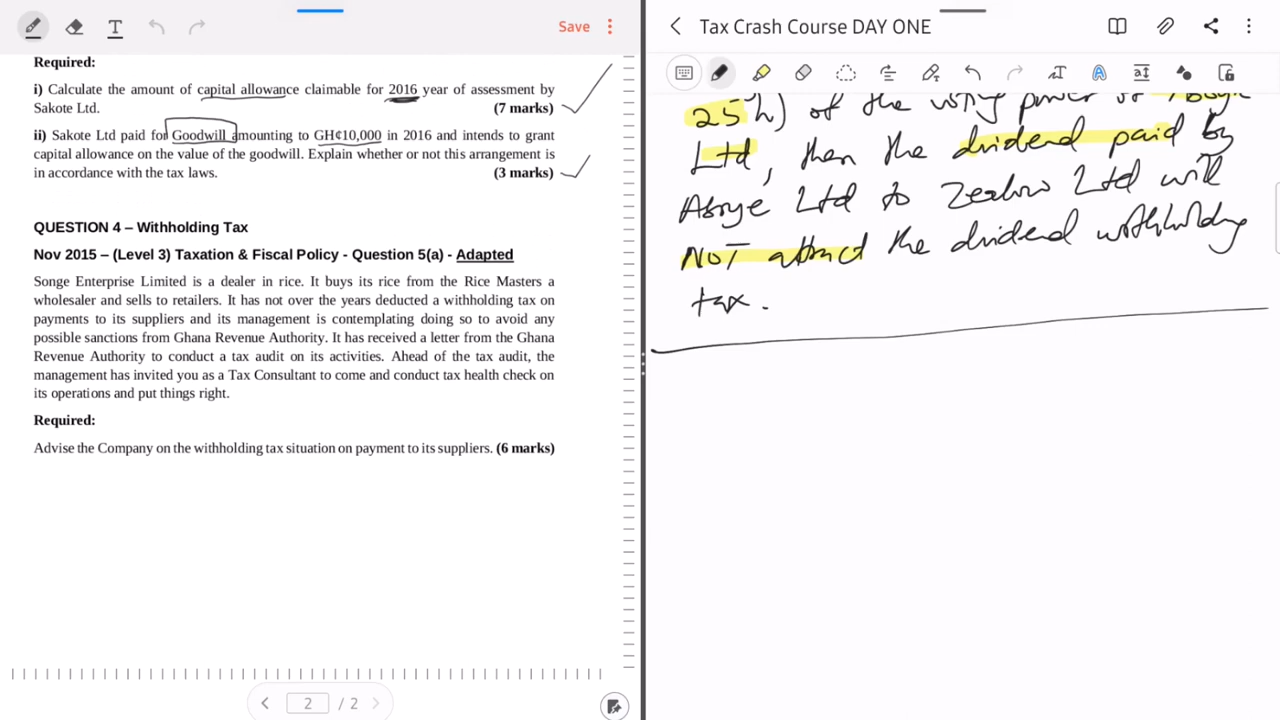 Save
Required:
i) Calculate the amount of capital allowance claimable for 2016 year of assessment by
Sakote Ltd. (7 marks)
ii) Sakote Ltd paid for Goodwill amounting to GH¢10,000 in 2016 and intends to grant
capital allowance on the value of the goodwill. Explain whether or not this arrangement is
in accordance with the tax laws. (3 marks)
QUESTION 4 – Withholding Tax
Nov 2015 – (Level 3) Taxation & Fiscal Policy - Question 5(a) - Adapted
Songe Enterprise Limited is a dealer in rice. It buys its rice from the Rice Masters a
wholesaler and sells to retailers. It has not over the years deducted a withholding tax on
payments to its suppliers and its management is contemplating doing so to avoid any
possible sanctions from Ghana Revenue Authority. It has received a letter from the Ghana
Revenue Authority to conduct a tax audit on its activities. Ahead of the tax audit, the
management has invited you as a Tax Consultant to come and conduct tax health check on
its operations and put things right.
Required:
Advise the Company on the withholding tax situation on payment to its suppliers. (6 marks)
2 / 2
Tax Crash Course DAY ONE
25%) of the voting power of
Ltd, then the dividend paid by
Ltd to Ltd will
NOT attract the dividend withholding
tax.